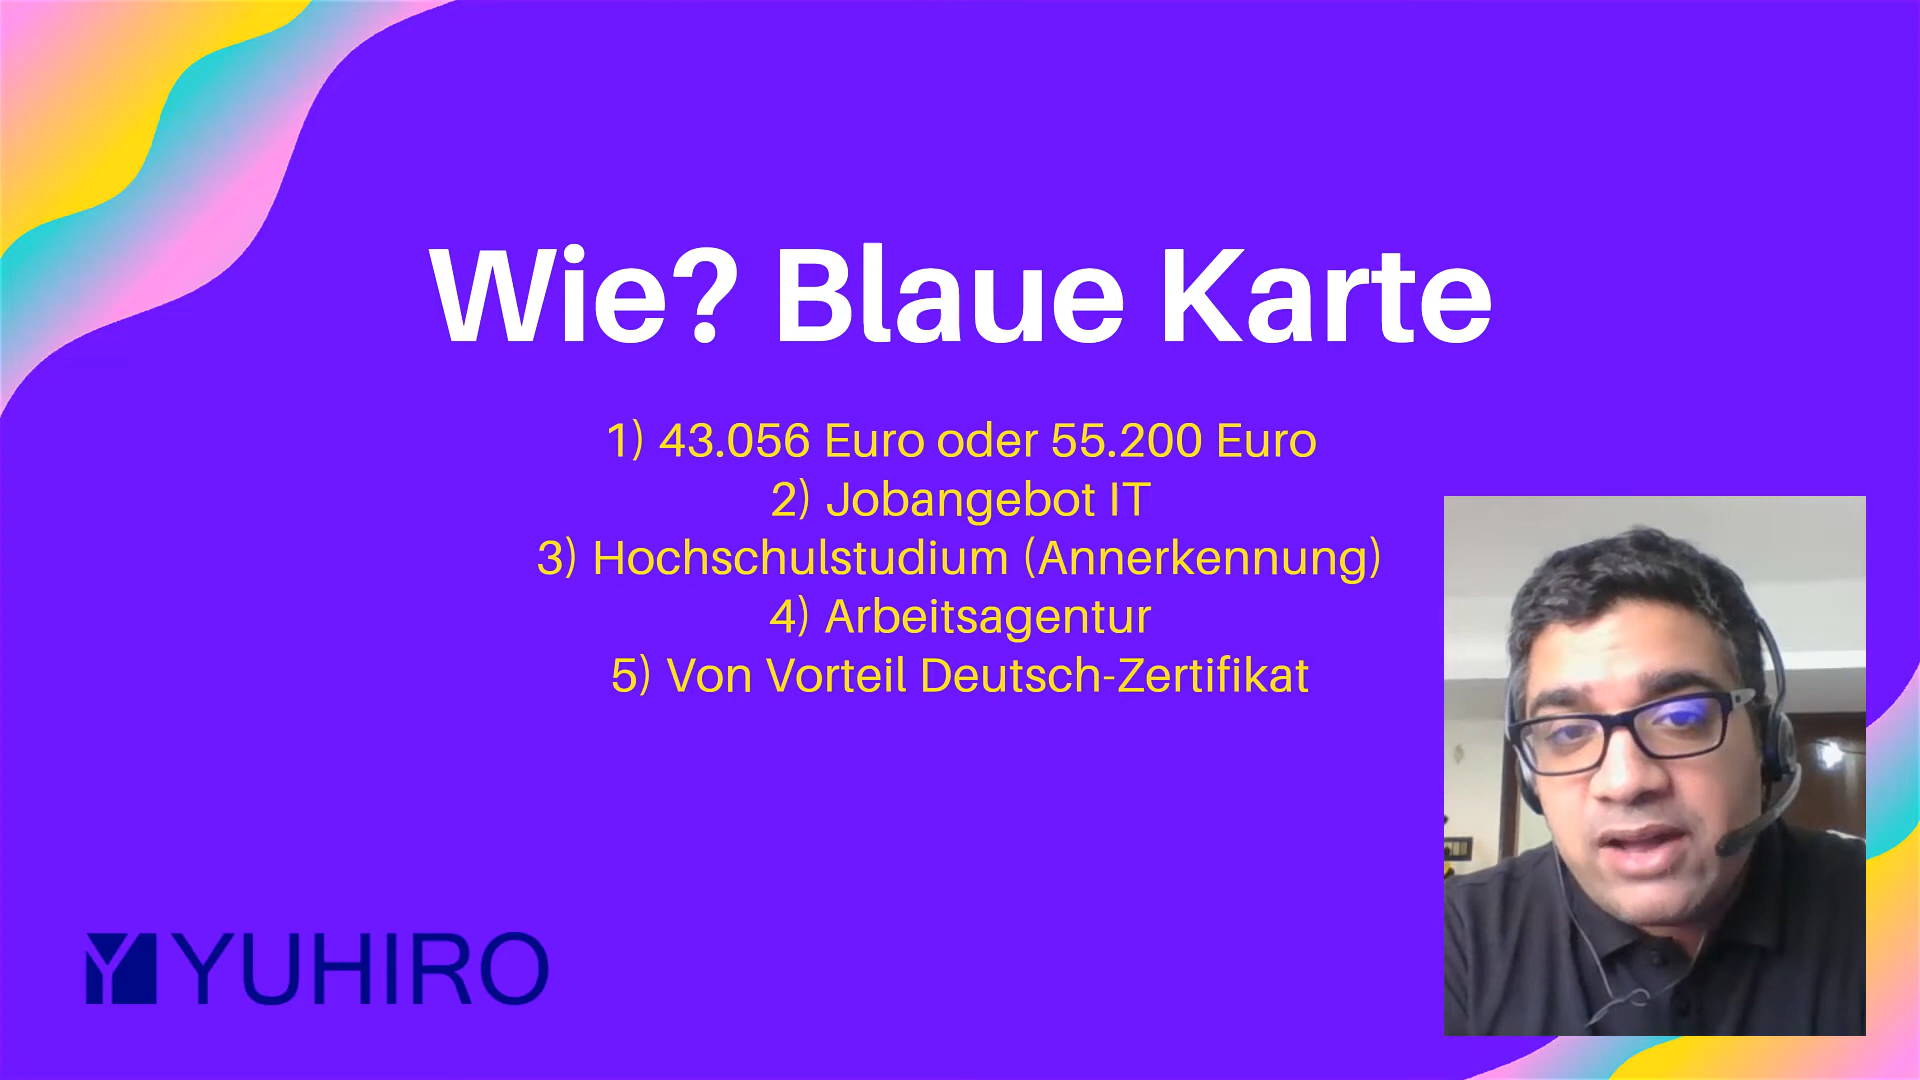 Wie? Blaue Karte
1) 43.056 Euro oder 55.200 Euro
2) Jobangebot IT
3) Hochschulstudium (Annerkennung)
4) Arbeitsagentur
5) Von Vorteil Deutsch-Zertifikat
YUHIRO